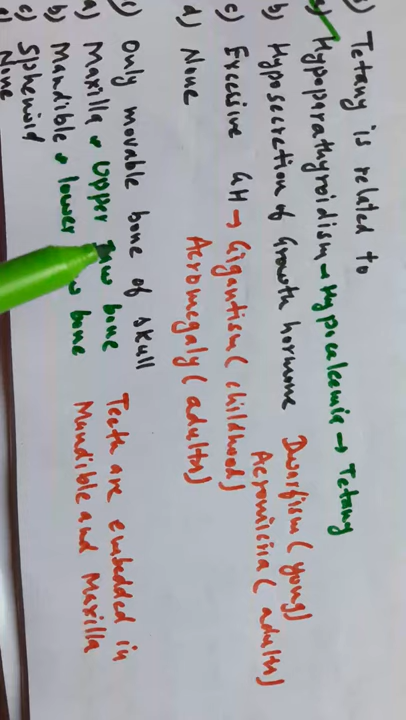 Tetany is related to
a) Hypoparathyroidism → Hypocalcemia → Tetany
b) Hyposecretion of Growth hormone Dwarfism (young)
Acromicria (adults)
c) Excessive GH → Gigantism (childhood)
Acromegaly (adults)
d) None
Only movable bone of skull
a) Maxilla → Upper Jaw bone Teeth are embedded in
b) Mandible → lower bone Mandible and Maxilla
c) Sphenoid
d) None